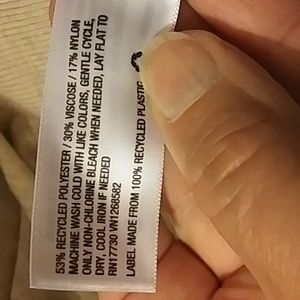 53% RECYCLED POLYESTER / 30% VISCOSE / 17% NYLON
MACHINE WASH COLD WITH LIKE COLORS, GENTLE CYCLE,
ONLY NON-CHLORINE BLEACH WHEN NEEDED, LAY FLAT TO
DRY, COOL IRON IF NEEDED
RN17730 VN1268582
LABEL MADE FROM 100% RECYCLED PLASTIC